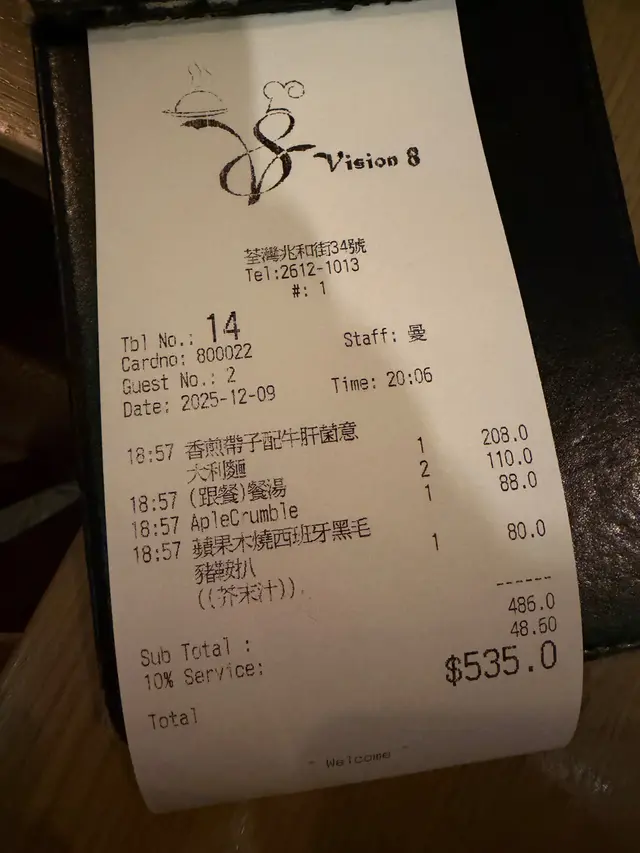 Vision 8
荃灣兆和街34號
Tel:2612-1013
#: 1
Tbl No.: 14
Cardno: 800022 Staff: 曼
Guest No.: 2
Date: 2025-12-09 Time: 20:06
18:57 香煎帶子配牛肝菌意 1 208.0
大利麵
18:57 (跟餐)餐湯 2 110.0
18:57 ApleCrumble 1 88.0
18:57 蘋果木燒西班牙黑毛 1 80.0
豬鞍扒
((芥末汁))
------
Sub Total : 486.0
10% Service: 48.60
Total $535.0
- Welcome -